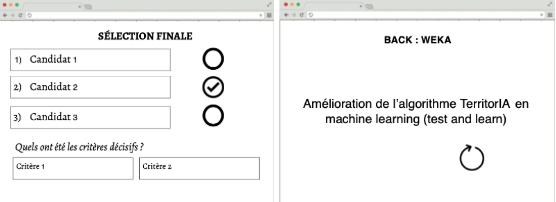 SÉLECTION FINALE
1) Candidat 1
2) Candidat 2
3) Candidat 3
Quels ont été les critères décisifs ?
Critère 1
Critère 2
BACK : WEKA
Amélioration de l'algorithme TerritorIA en
machine learning (test and learn)